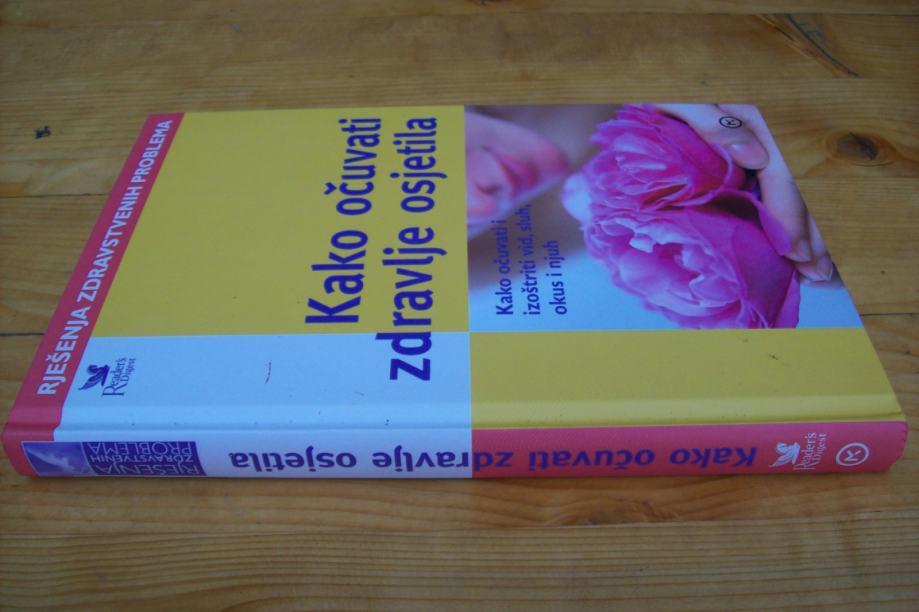 RJEŠENJA ZDRAVSTVENIH PROBLEMA
Kako očuvati
zdravlje osjetila
Kako očuvati i
izoštriti vid, sluh,
okus i njuh
Reader's
Digest
RJEŠENJA
ZDRAVSTVENIH
PROBLEMA
Kako očuvati zdravlje osjetila
Reader's
Digest